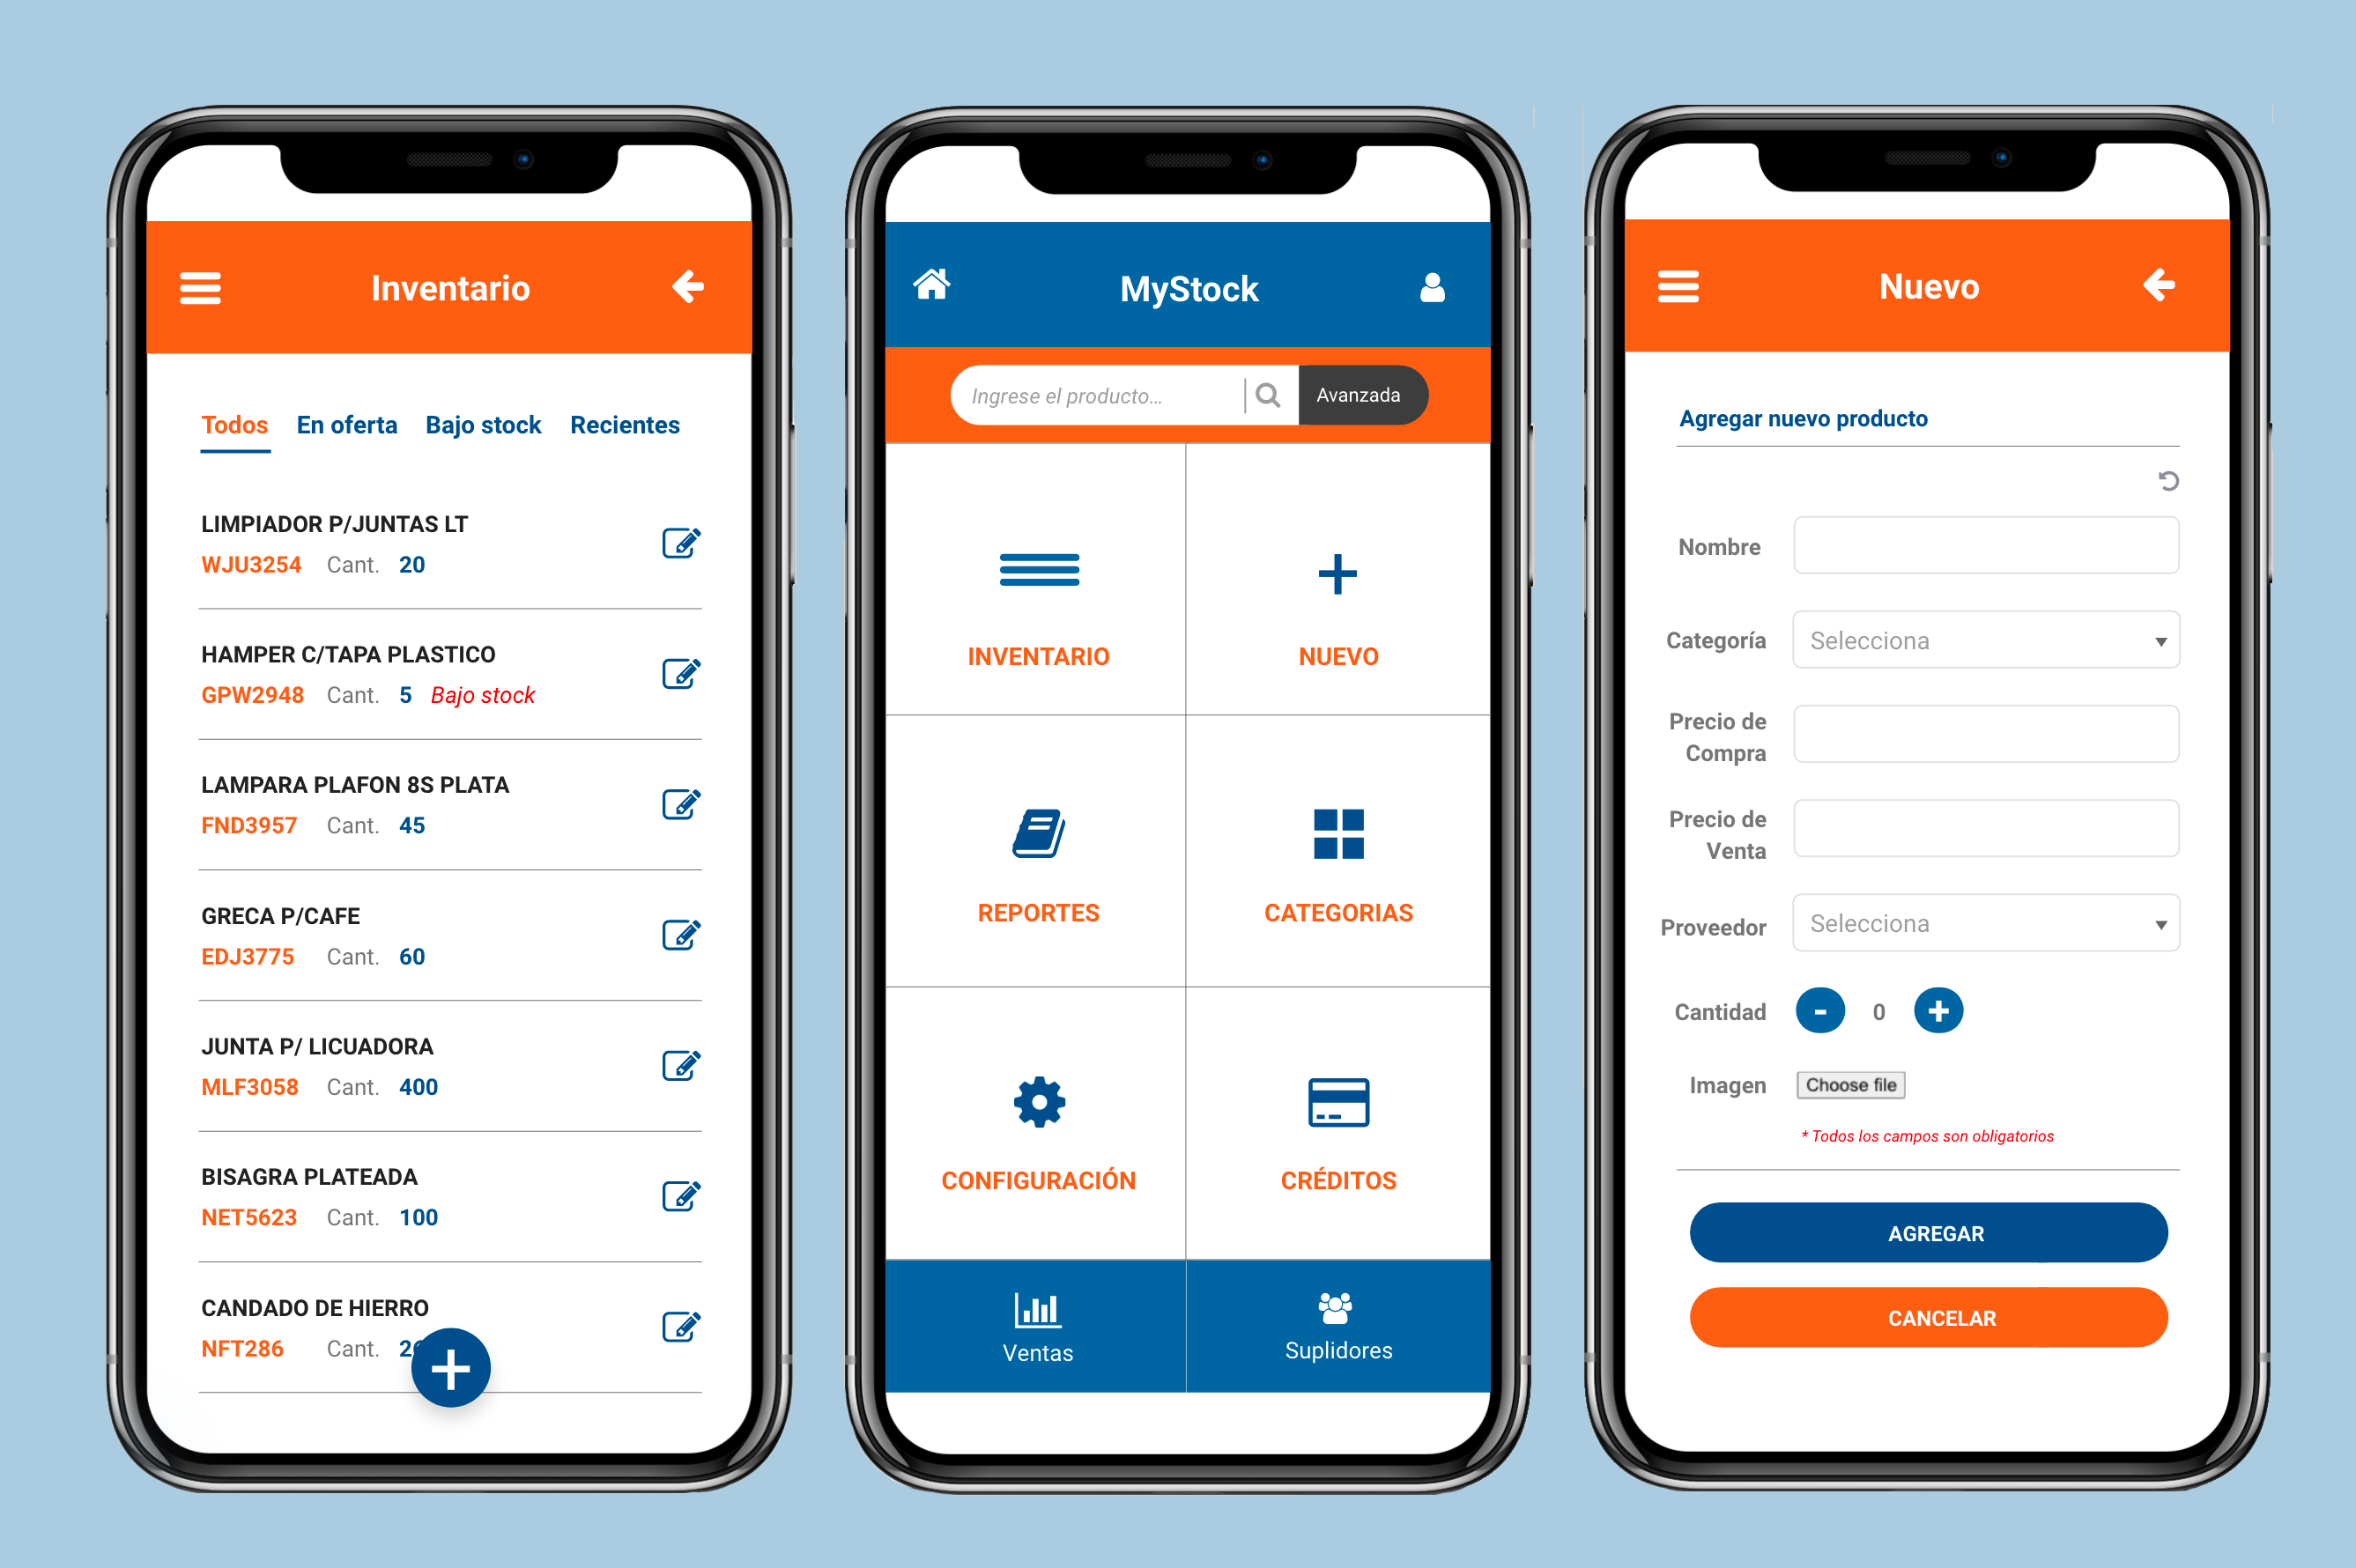 Inventario
Todos En oferta Bajo stock Recientes
LIMPIADOR P/JUNTAS LT
WJU3254 Cant. 20
HAMPER C/TAPA PLASTICO
GPW2948 Cant. 5 Bajo stock
LAMPARA PLAFON 8S PLATA
FND3957 Cant. 45
GRECA P/CAFE
EDJ3775 Cant. 60
JUNTA P/ LICUADORA
MLF3058 Cant. 400
BISAGRA PLATEADA
NET5623 Cant. 100
CANDADO DE HIERRO
NFT286 Cant.
+
MyStock
Ingrese el producto... Avanzada
INVENTARIO
+
NUEVO
REPORTES
CATEGORIAS
CONFIGURACIÓN
CRÉDITOS
Ventas
Suplidores
Nuevo
Agregar nuevo producto
Nombre
Categoría Selecciona
Precio de
Compra
Precio de
Venta
Proveedor Selecciona
Cantidad - 0 +
Imagen Choose file
* Todos los campos son obligatorios
AGREGAR
CANCELAR